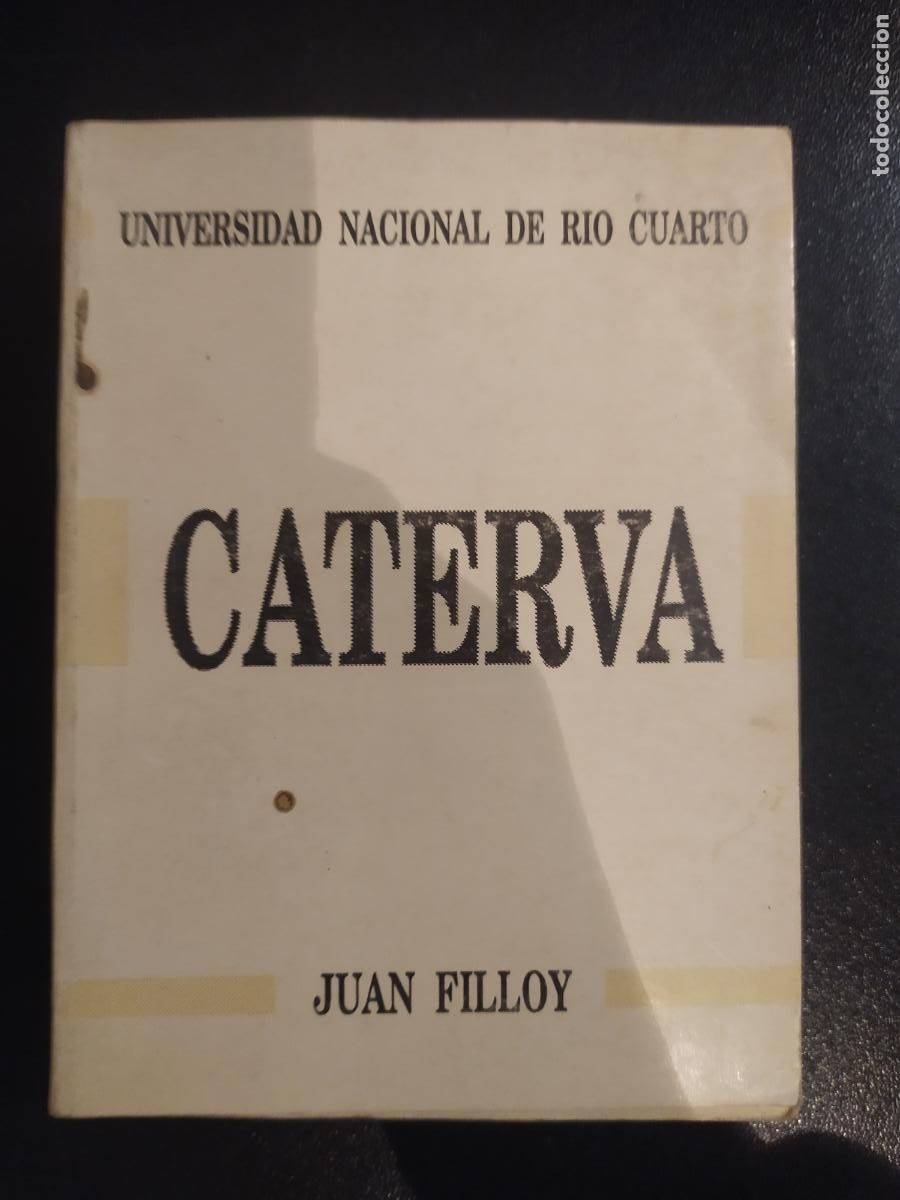 todocoleccion
UNIVERSIDAD NACIONAL DE RIO CUARTO
CATERVA
JUAN FILLOY